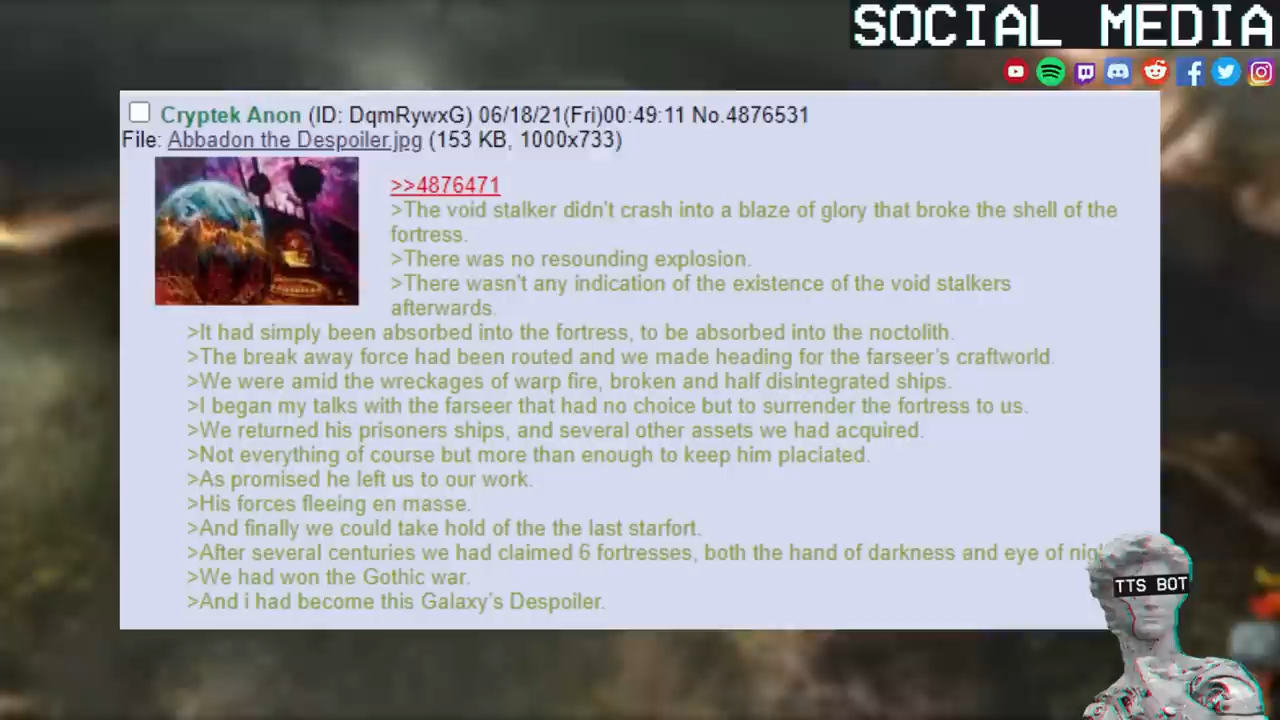 SOCIAL MEDIA
Cryptek Anon (ID: DqmRywxG) 06/18/21(Fri)00:49:11 No.4876531
File: Abbadon the Despoiler.jpg (153 KB, 1000x733)
>>4876471
>The void stalker didn't crash into a blaze of glory that broke the shell of the
fortress.
>There was no resounding explosion.
>There wasn't any indication of the existence of the void stalkers
afterwards.
>It had simply been absorbed into the fortress, to be absorbed into the noctolith.
>The break away force had been routed and we made heading for the farseer's craftworld.
>We were amid the wreckages of warp fire, broken and half disintegrated ships.
>I began my talks with the farseer that had no choice but to surrender the fortress to us.
>We returned his prisoners ships, and several other assets we had acquired.
>Not everything of course but more than enough to keep him placiated.
>As promised he left us to our work.
>His forces fleeing en masse.
>And finally we could take hold of the the last starfort.
>After several centuries we had claimed 6 fortresses, both the hand of darkness and eye of
TTS BOT
>We had won the Gothic war.
>And i had become this Galaxy's Despoiler.